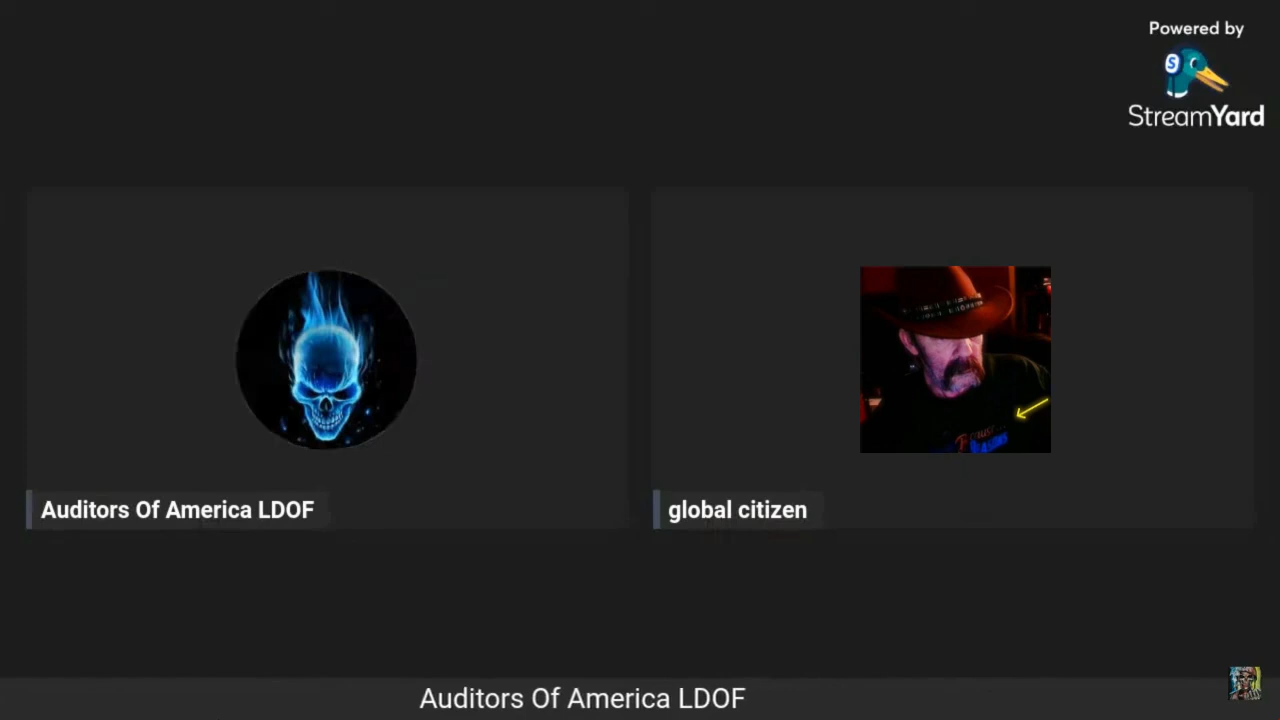 Powered by
StreamYard
Auditors Of America LDOF
global citizen
Auditors Of America LDOF